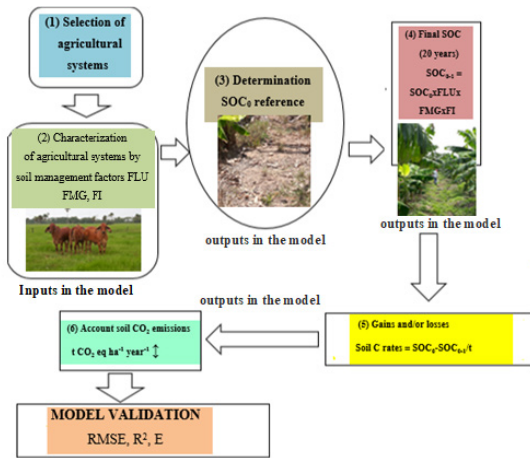 (1) Selection of
agricultural
systems
(2) Characterization
of agricultural systems by
soil management factors FLU
FMG, FI
Inputs in the model
(3) Determination
SOC₀ reference
outputs in the model
(4) Final SOC
(20 years)
SOC₀₋₁ =
SOC₀xFLUx
FMGxFI
outputs in the model
(5) Gains and/or losses
Soil C rates = SOC₀-SOC₀₋₁/t
outputs in the model
(6) Account soil CO₂ emissions
t CO₂ eq ha⁻¹ year⁻¹ ↕
MODEL VALIDATION
RMSE, R², E